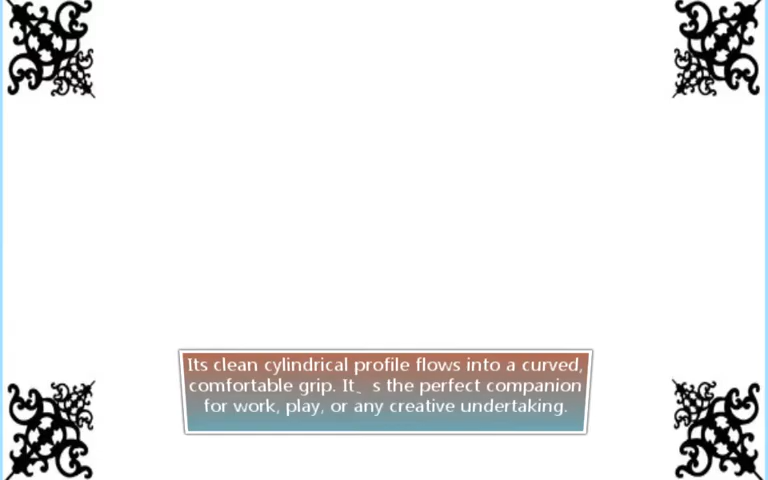 Its clean cylindrical profile flows into a curved,
comfortable grip. It_ s the perfect companion
for work, play, or any creative undertaking.